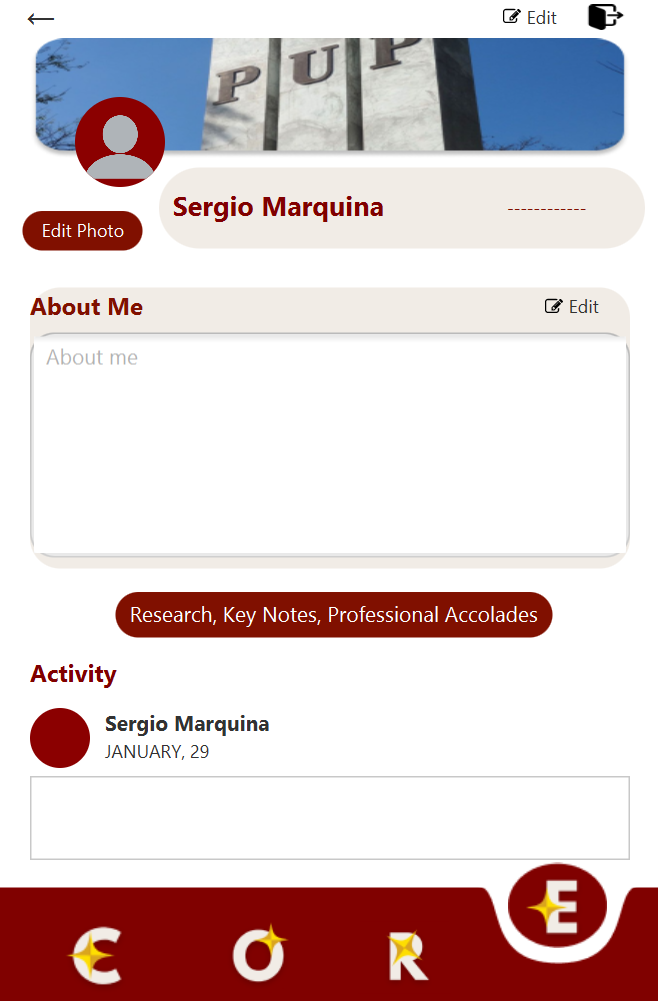 Edit
PUP
Sergio Marquina
------------
Edit Photo
About Me
Edit
About me
Research, Key Notes, Professional Accolades
Activity
Sergio Marquina
JANUARY, 29
C O R E